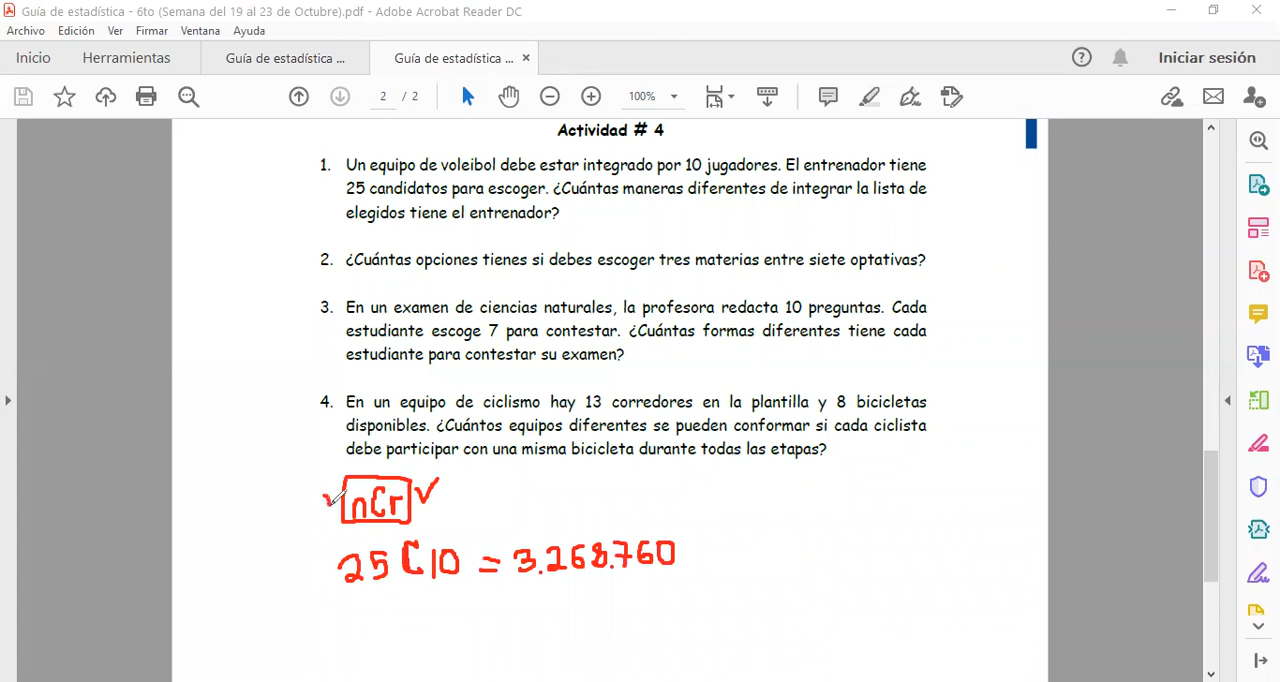 Guía de estadística - 6to (Semana del 19 al 23 de Octubre).pdf - Adobe Acrobat Reader DC
Archivo Edición Ver Firmar Ventana Ayuda
Inicio Herramientas Guía de estadística ... Guía de estadística ... × Iniciar sesión
2 / 2 100%
Actividad # 4
1. Un equipo de voleibol debe estar integrado por 10 jugadores. El entrenador tiene
25 candidatos para escoger. ¿Cuántas maneras diferentes de integrar la lista de
elegidos tiene el entrenador?
2. ¿Cuántas opciones tienes si debes escoger tres materias entre siete optativas?
3. En un examen de ciencias naturales, la profesora redacta 10 preguntas. Cada
estudiante escoge 7 para contestar. ¿Cuántas formas diferentes tiene cada
estudiante para contestar su examen?
4. En un equipo de ciclismo hay 13 corredores en la plantilla y 8 bicicletas
disponibles. ¿Cuántos equipos diferentes se pueden conformar si cada ciclista
debe participar con una misma bicicleta durante todas las etapas?
nCr
25 C 10 = 3.268.760